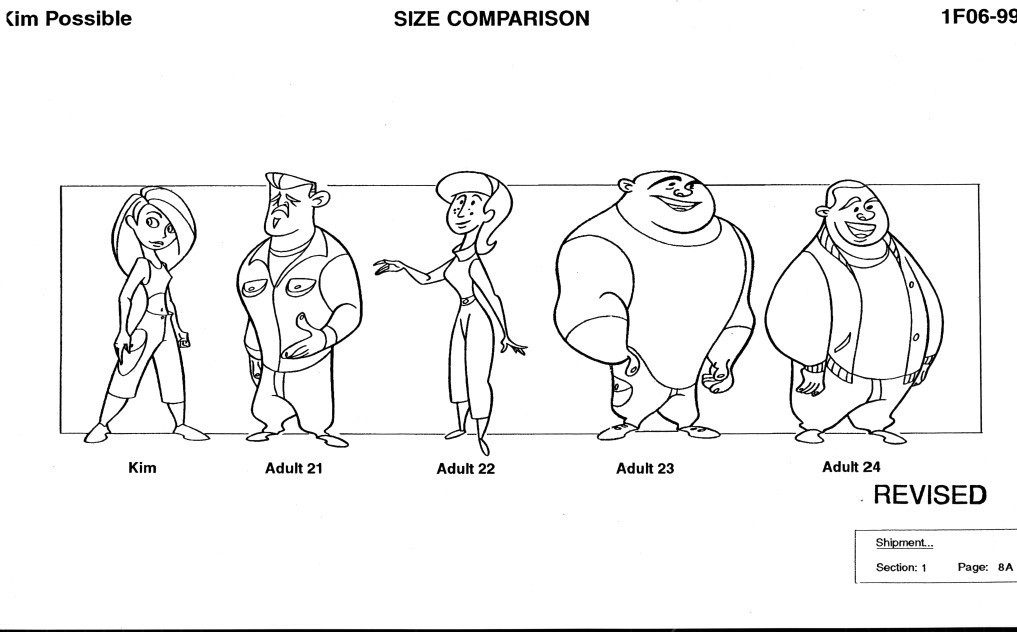 Kim Possible SIZE COMPARISON 1F06-99
Kim Adult 21 Adult 22 Adult 23 Adult 24
REVISED
Shipment...
Section: 1 Page: 8A